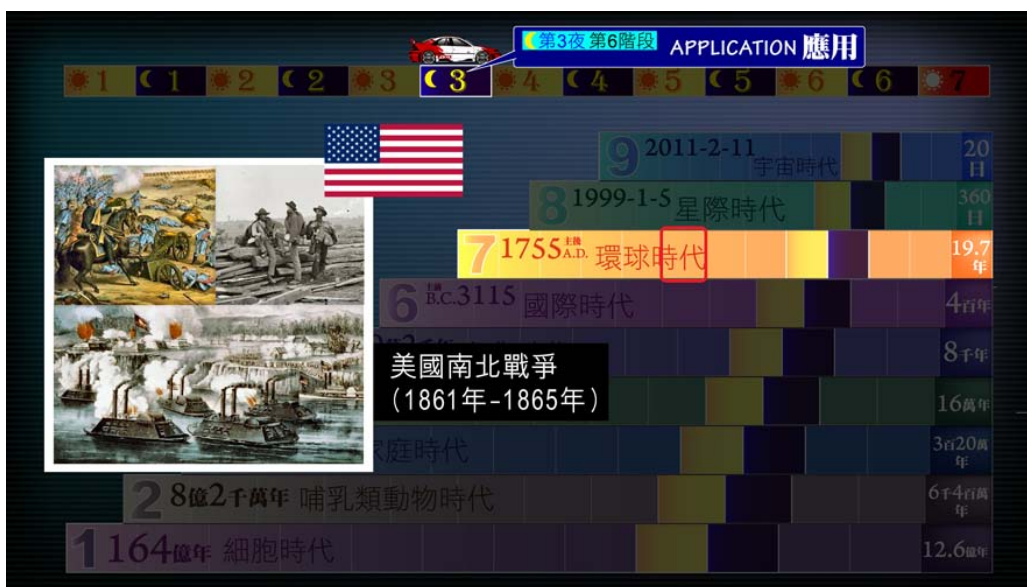 第3夜 第6階段 APPLICATION 應用
1 1 2 2 3 3 4 4 5 5 6 6 7
9 2011-2-11 宇宙時代 20日
8 1999-1-5 星際時代 360日
7 1755 主後 A.D. 環球時代 19.7年
6 主前 B.C. 3115 國際時代 4百年
8千年
美國南北戰爭
(1861年-1865年)
16萬年
家庭時代 3百20萬年
2 8億2千萬年 哺乳類動物時代 6千4百萬年
1 164億年 細胞時代 12.6億年